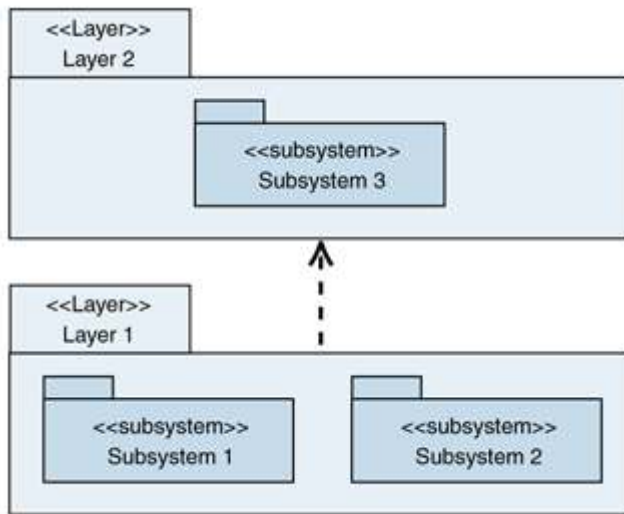 <<Layer>>
Layer 2
<<subsystem>>
Subsystem 3
<<Layer>>
Layer 1
<<subsystem>>
Subsystem 1
<<subsystem>>
Subsystem 2